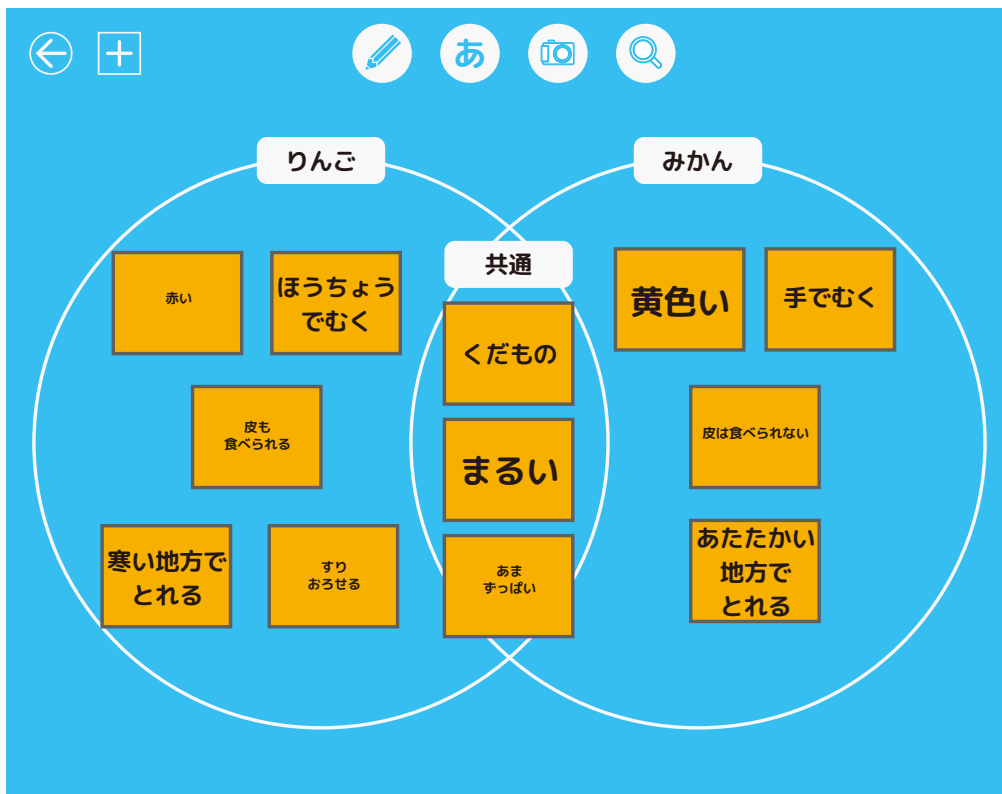 あ
りんご
みかん
共通
赤い
ほうちょう
でむく
皮も
食べられる
寒い地方で
とれる
すり
おろせる
くだもの
まるい
あま
ずっぱい
黄色い
手でむく
皮は食べられない
あたたかい
地方で
とれる